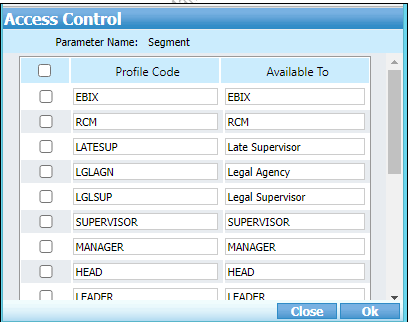 Access Control
Parameter Name: Segment
Profile Code Available To
EBIX EBIX
RCM RCM
LATESUP Late Supervisor
LGLAGN Legal Agency
LGLSUP Legal Supervisor
SUPERVISOR SUPERVISOR
MANAGER MANAGER
HEAD HEAD
LEADER LEADER
Close Ok